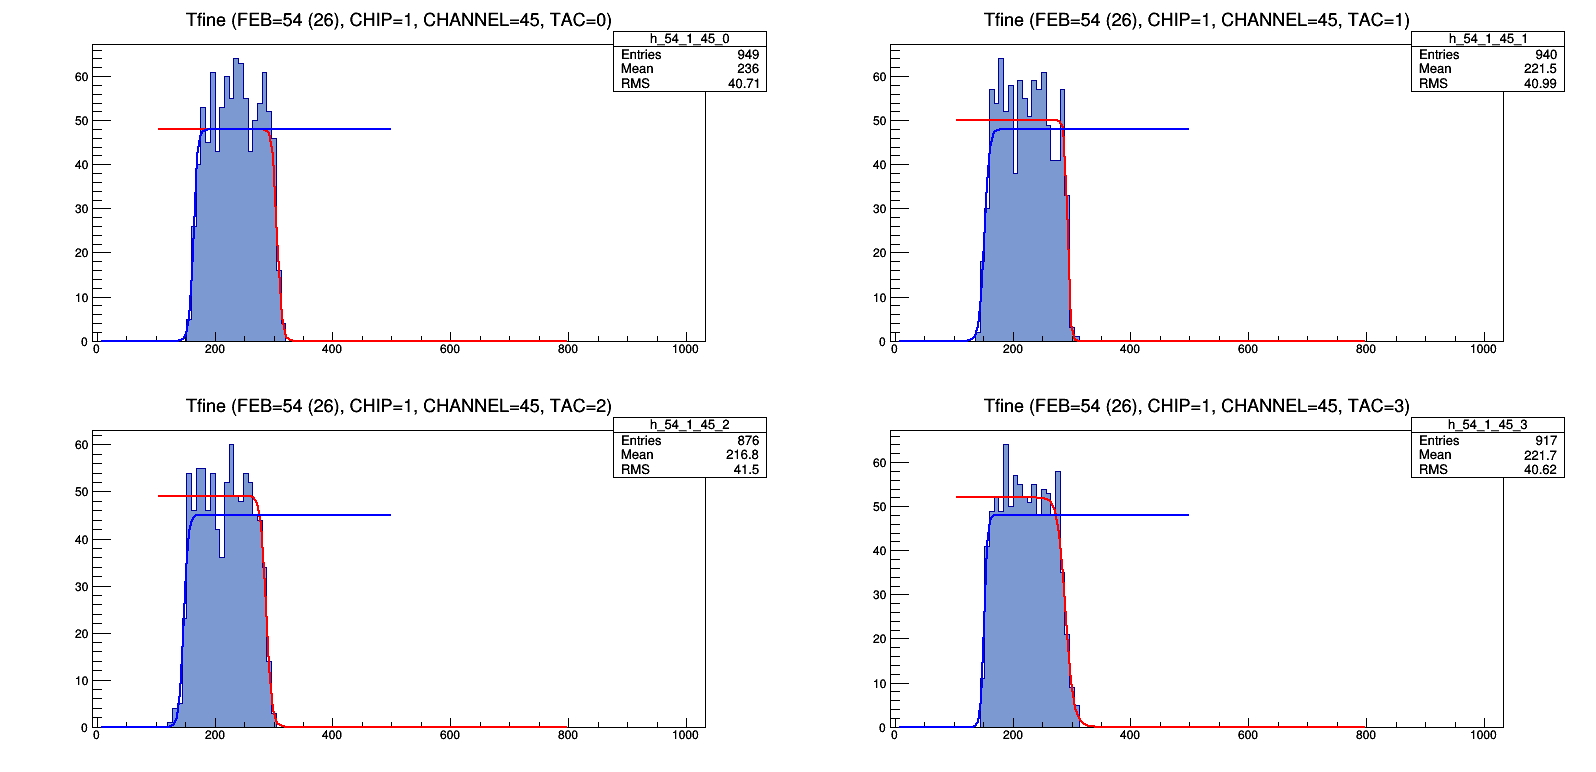 Tfine (FEB=54 (26), CHIP=1, CHANNEL=45, TAC=0)
h_54_1_45_0
Entries 949
Mean 236
RMS 40.71
60
50
40
30
20
10
0
0 200 400 600 800 1000
Tfine (FEB=54 (26), CHIP=1, CHANNEL=45, TAC=1)
h_54_1_45_1
Entries 940
Mean 221.5
RMS 40.99
60
50
40
30
20
10
0
0 200 400 600 800 1000
Tfine (FEB=54 (26), CHIP=1, CHANNEL=45, TAC=2)
h_54_1_45_2
Entries 876
Mean 216.8
RMS 41.5
60
50
40
30
20
10
0
0 200 400 600 800 1000
Tfine (FEB=54 (26), CHIP=1, CHANNEL=45, TAC=3)
h_54_1_45_3
Entries 917
Mean 221.7
RMS 40.62
60
50
40
30
20
10
0
0 200 400 600 800 1000